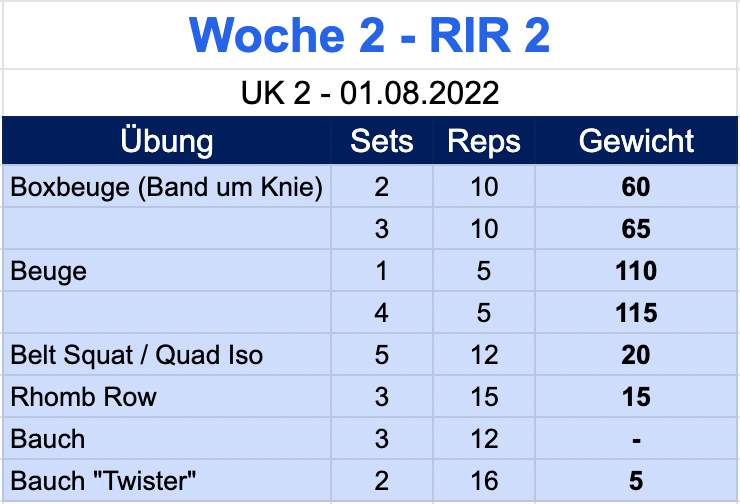 Woche 2 - RIR 2
UK 2 - 01.08.2022
Übung Sets Reps Gewicht
Boxbeuge (Band um Knie) 2 10 60
3 10 65
Beuge 1 5 110
4 5 115
Belt Squat / Quad Iso 5 12 20
Rhomb Row 3 15 15
Bauch 3 12 -
Bauch "Twister" 2 16 5